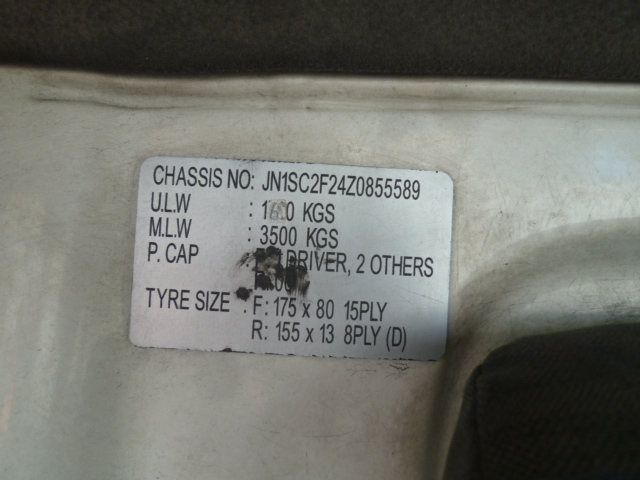 CHASSIS NO: JN1SC2F24Z0855589
U.L.W : KGS
M.L.W : 3500 KGS
P. CAP DRIVER, 2 OTHERS
TYRE SIZE : F: 175 x 80 15PLY
R: 155 x 13 8PLY (D)